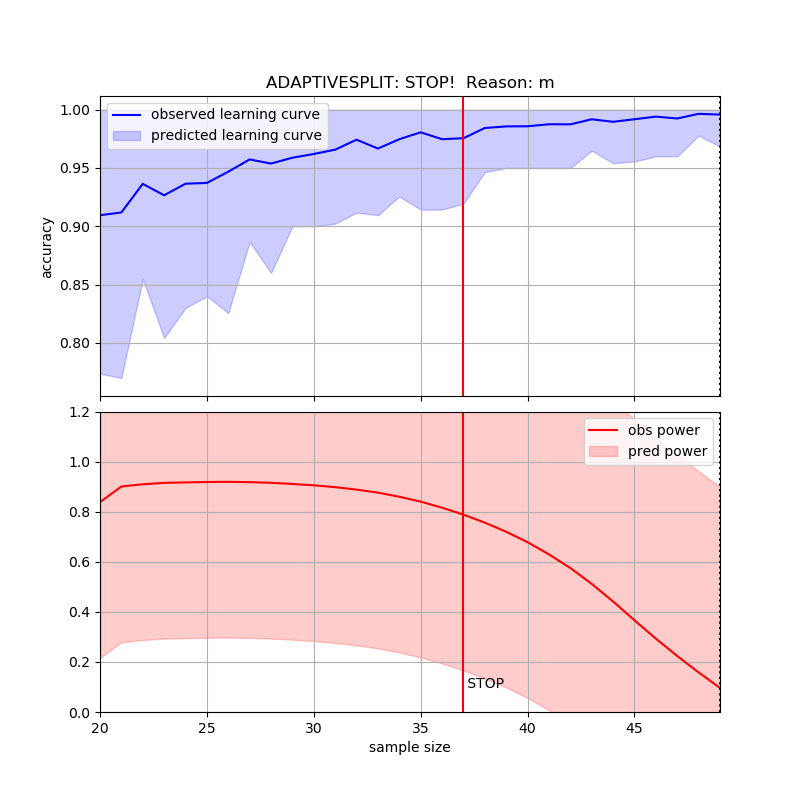 ADAPTIVESPLIT: STOP!  Reason: m
observed learning curve
predicted learning curve
accuracy
1.00
0.95
0.90
0.85
0.80
obs power
pred power
1.2
1.0
0.8
0.6
0.4
0.2
0.0
STOP
20 25 30 35 40 45
sample size